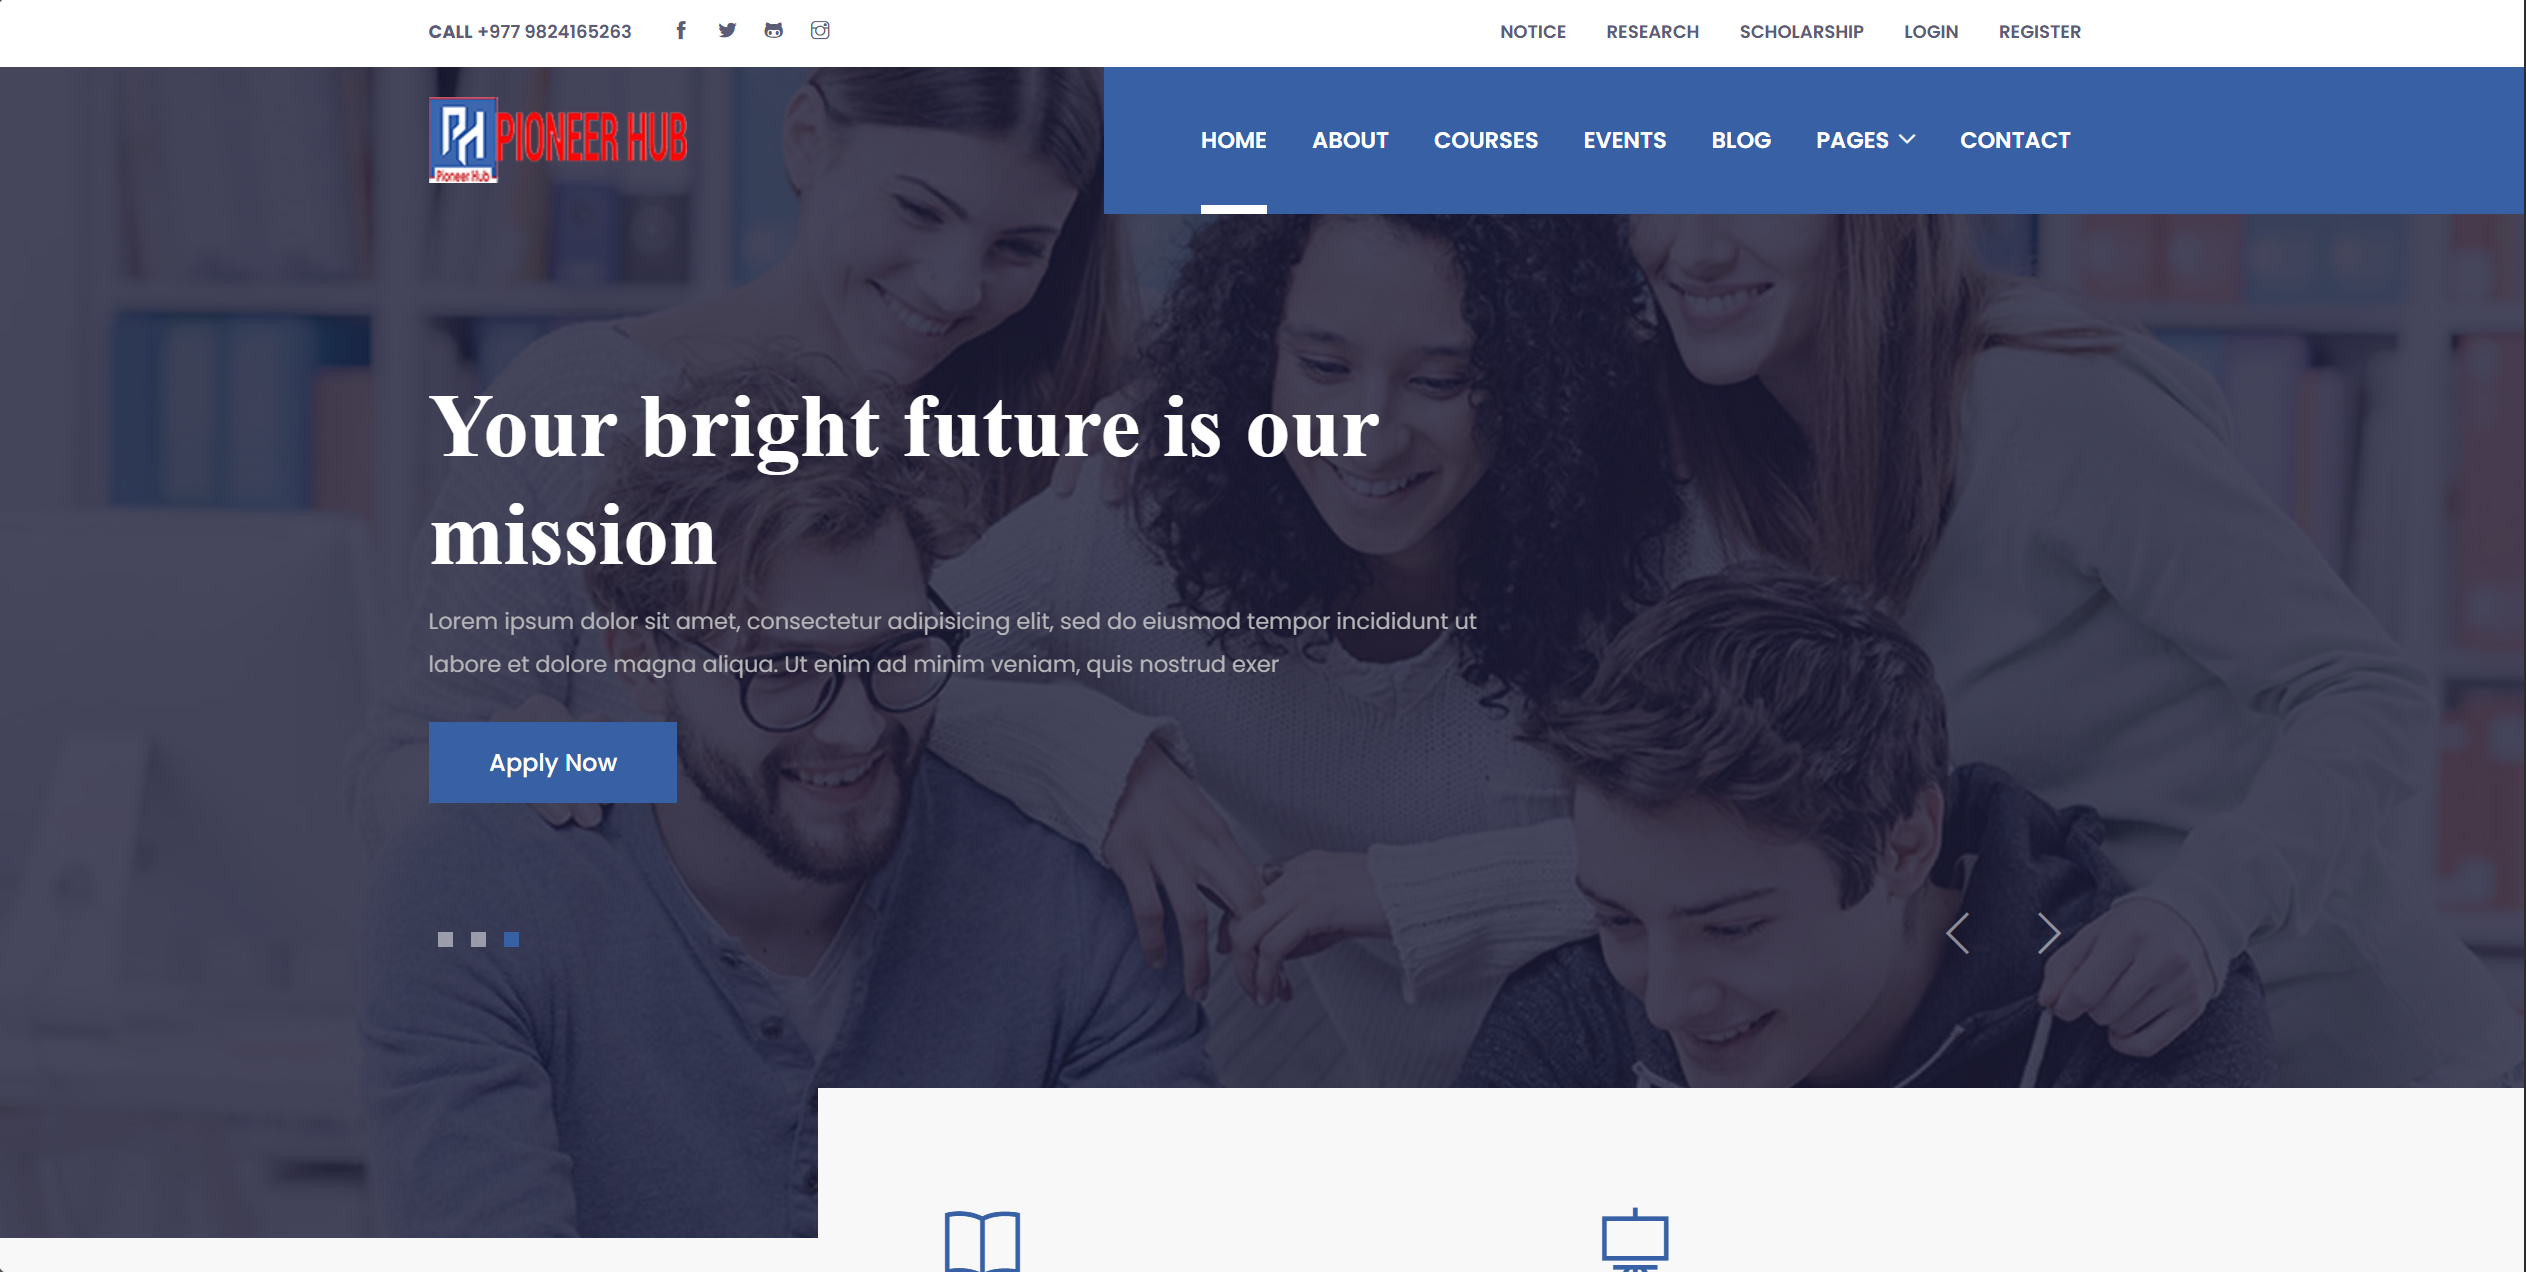 CALL +977 9824165263
NOTICE RESEARCH SCHOLARSHIP LOGIN REGISTER
PH
Pioneer Hub
PIONEER HUB
HOME ABOUT COURSES EVENTS BLOG PAGES CONTACT
Your bright future is our
mission
Lorem ipsum dolor sit amet, consectetur adipisicing elit, sed do eiusmod tempor incididunt ut
labore et dolore magna aliqua. Ut enim ad minim veniam, quis nostrud exer
Apply Now